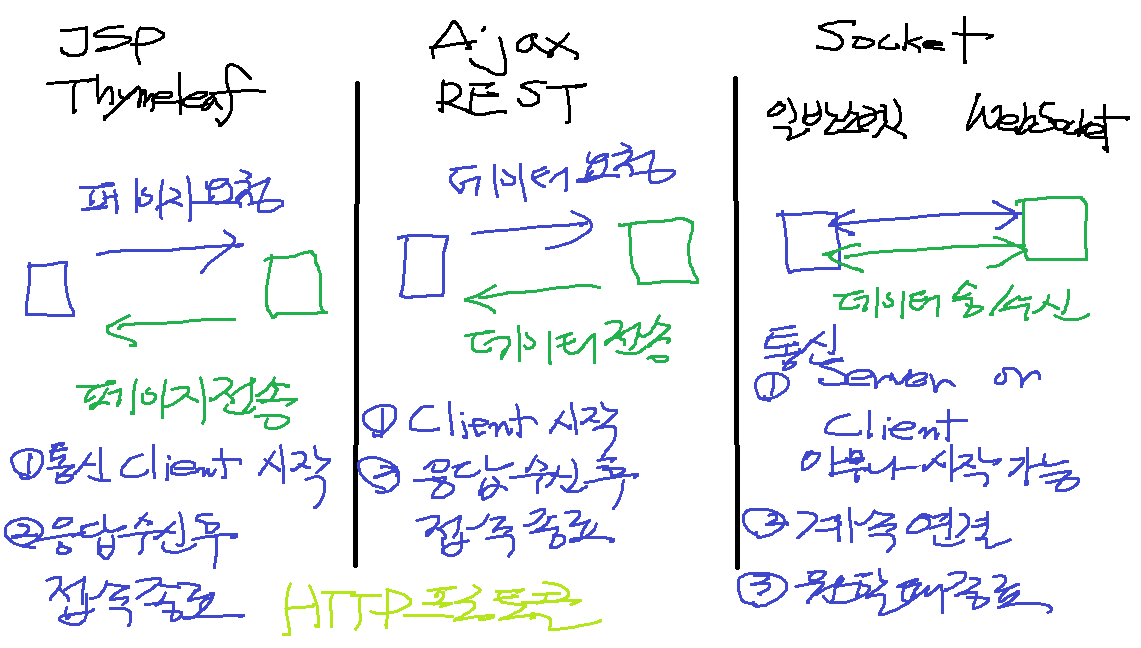 JSP
Thymeleaf
페이지요청
페이지전송
① 통신 Client 시작
② 응답수신후
접속종료
Ajax
REST
데이터요청
데이터전송
① Client 시작
② 응답수신후
접속종료
HTTP프로토콜
Socket
일반소켓 WebSocket
데이터 송/수신
통신
① Server or
Client
아무나 시작 가능
② 계속 연결
③ 원할때종료